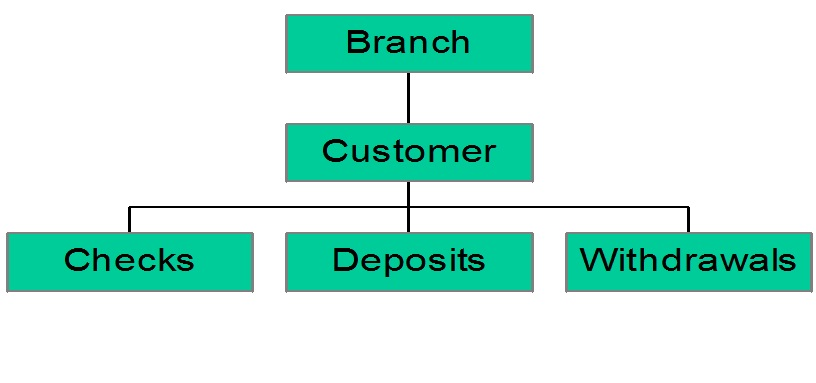 Branch
Customer
Checks
Deposits
Withdrawals